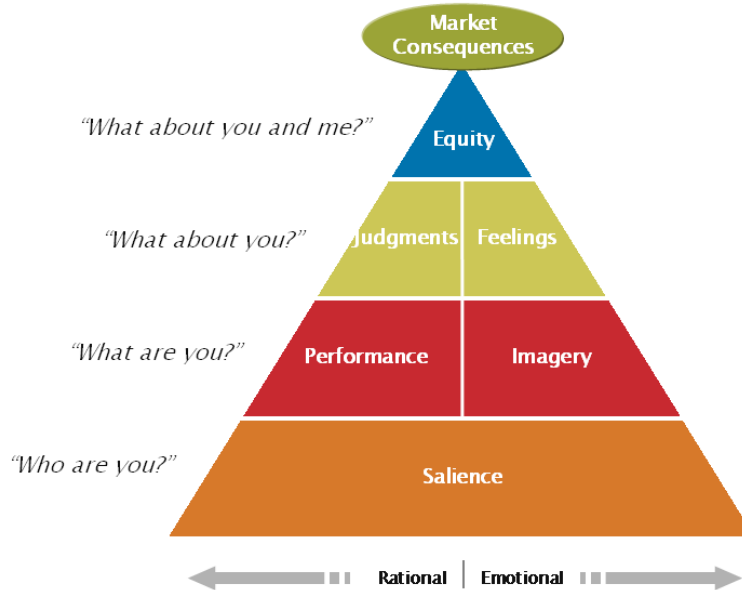 Market
Consequences
“What about you and me?”
Equity
“What about you?”
Judgments
Feelings
“What are you?”
Performance
Imagery
“Who are you?”
Salience
Rational
Emotional